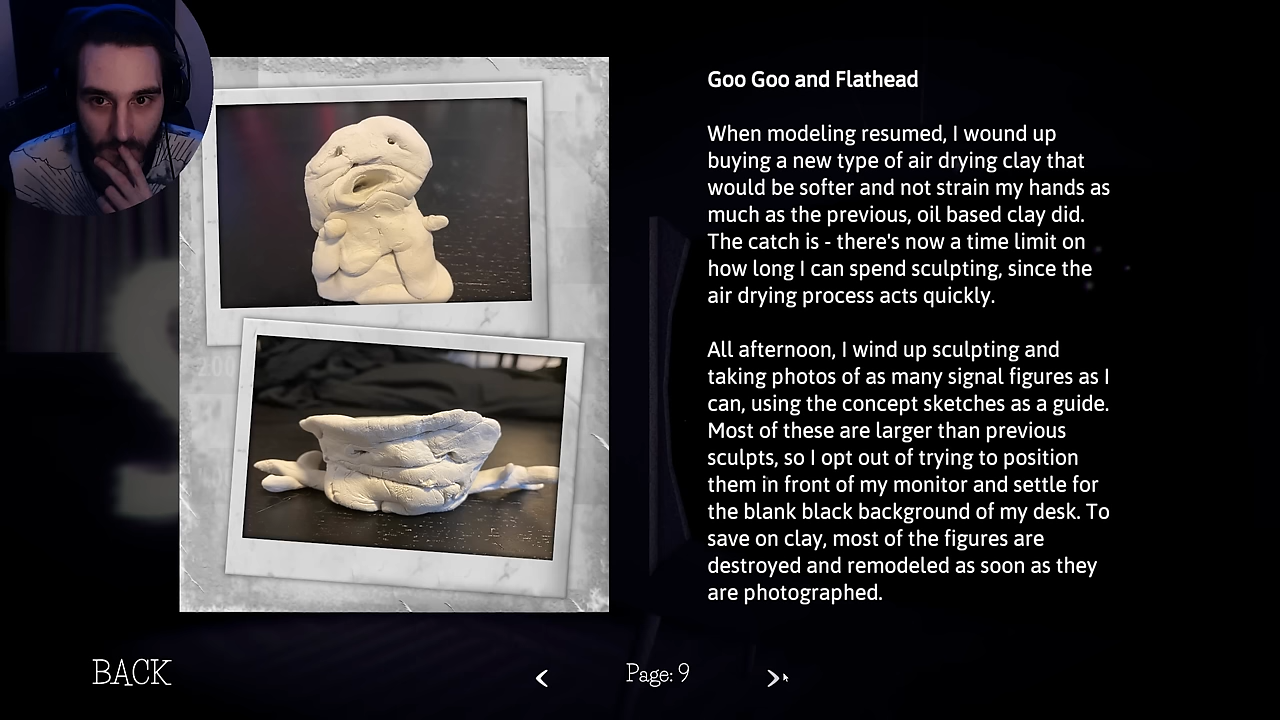 Goo Goo and Flathead
When modeling resumed, I wound up
buying a new type of air drying clay that
would be softer and not strain my hands as
much as the previous, oil based clay did.
The catch is - there's now a time limit on
how long I can spend sculpting, since the
air drying process acts quickly.
All afternoon, I wind up sculpting and
taking photos of as many signal figures as I
can, using the concept sketches as a guide.
Most of these are larger than previous
sculpts, so I opt out of trying to position
them in front of my monitor and settle for
the blank black background of my desk. To
save on clay, most of the figures are
destroyed and remodeled as soon as they
are photographed.
BACK
< Page: 9 >